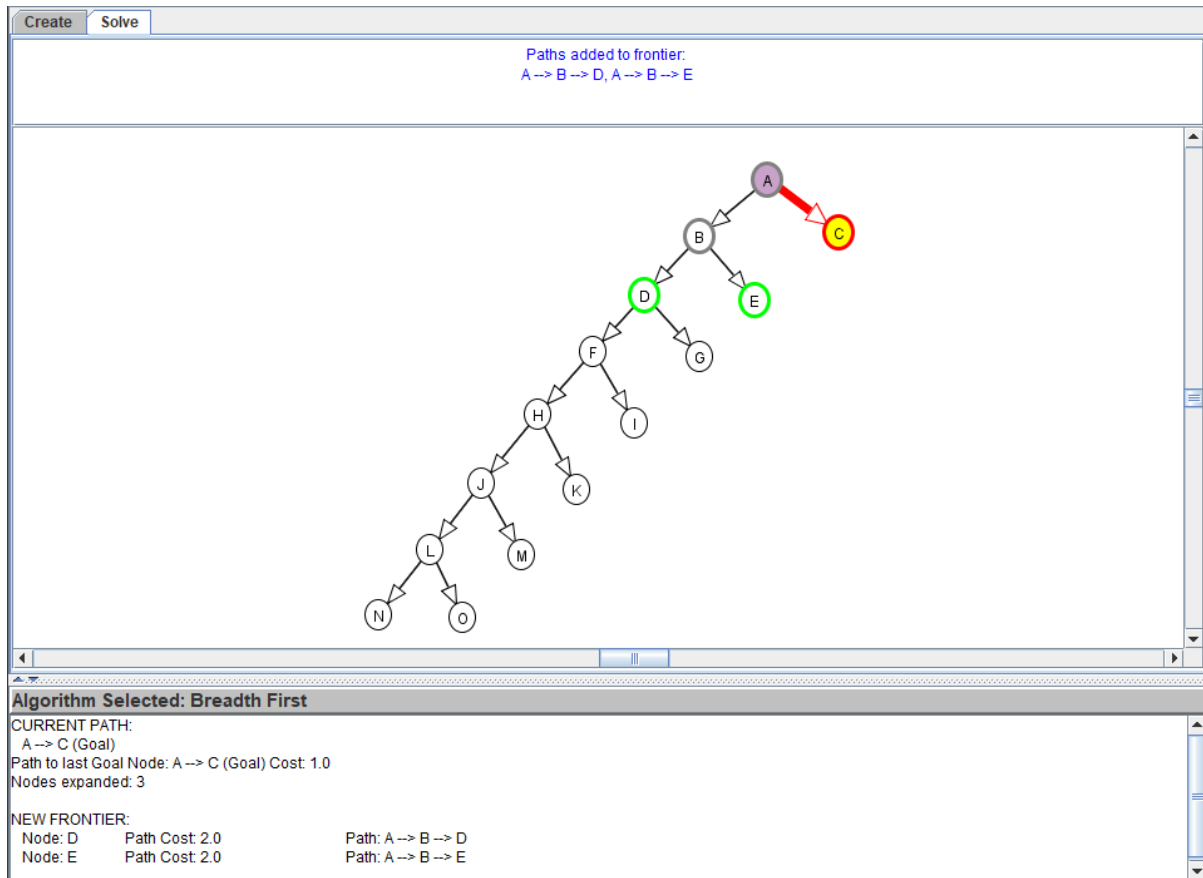 Create Solve
Paths added to frontier:
A --> B --> D, A --> B --> E
A
C
B
D
E
F
G
H
I
J
K
L
M
N
O
Algorithm Selected: Breadth First
CURRENT PATH:
A --> C (Goal)
Path to last Goal Node: A --> C (Goal) Cost: 1.0
Nodes expanded: 3
NEW FRONTIER:
Node: D Path Cost: 2.0 Path: A --> B --> D
Node: E Path Cost: 2.0 Path: A --> B --> E